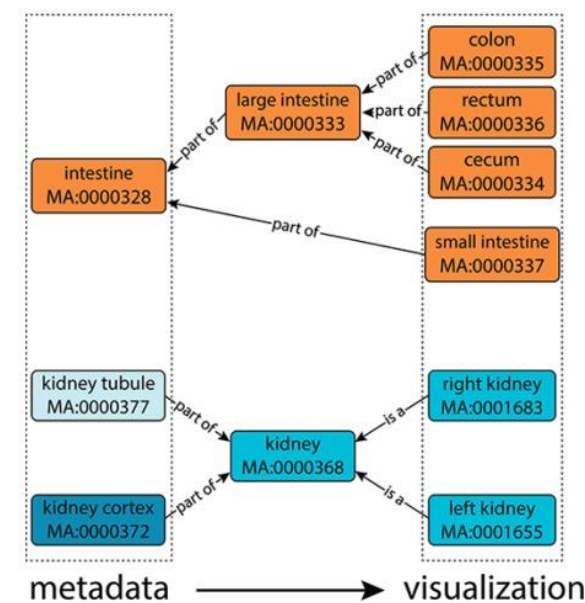 colon
MA:0000335
part of
large intestine
MA:0000333
part of
rectum
MA:0000336
part of
cecum
MA:0000334
part of
intestine
MA:0000328
part of
small intestine
MA:0000337
kidney tubule
MA:0000377
part of
right kidney
MA:0001683
is a
kidney
MA:0000368
kidney cortex
MA:0000372
part of
is a
left kidney
MA:0001655
metadata
visualization